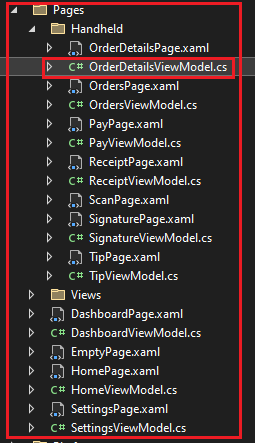 Pages
Handheld
OrderDetailsPage.xaml
C# OrderDetailsViewModel.cs
OrdersPage.xaml
C# OrdersViewModel.cs
PayPage.xaml
C# PayViewModel.cs
ReceiptPage.xaml
C# ReceiptViewModel.cs
ScanPage.xaml
SignaturePage.xaml
C# SignatureViewModel.cs
TipPage.xaml
C# TipViewModel.cs
Views
DashboardPage.xaml
C# DashboardViewModel.cs
EmptyPage.xaml
HomePage.xaml
C# HomeViewModel.cs
SettingsPage.xaml
C# SettingsViewModel.cs